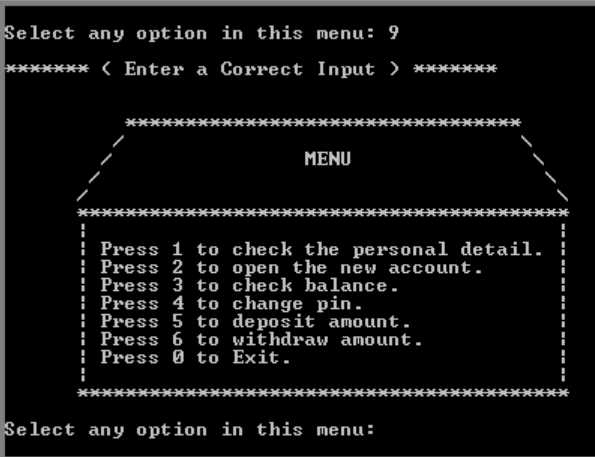 Select any option in this menu: 9
******* ( Enter a Correct Input ) *******
*********************************
/ \
/ MENU \
/ \
/ \
*****************************************
| |
| Press 1 to check the personal detail. |
| Press 2 to open the new account. |
| Press 3 to check balance. |
| Press 4 to change pin. |
| Press 5 to deposit amount. |
| Press 6 to withdraw amount. |
| Press 0 to Exit. |
| |
*****************************************
Select any option in this menu: